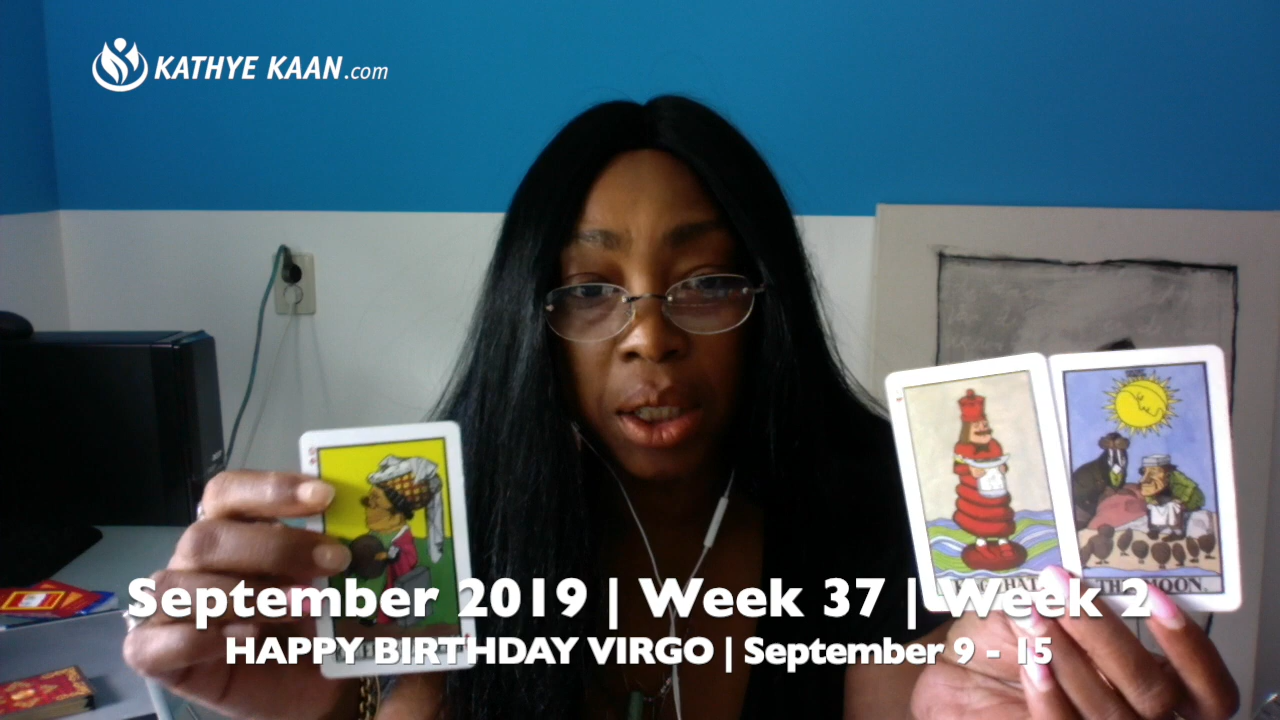 KATHYE KAAN.com
THE MOON.
September 2019 | Week 37 | Week 2
HAPPY BIRTHDAY VIRGO | September 9 - 15